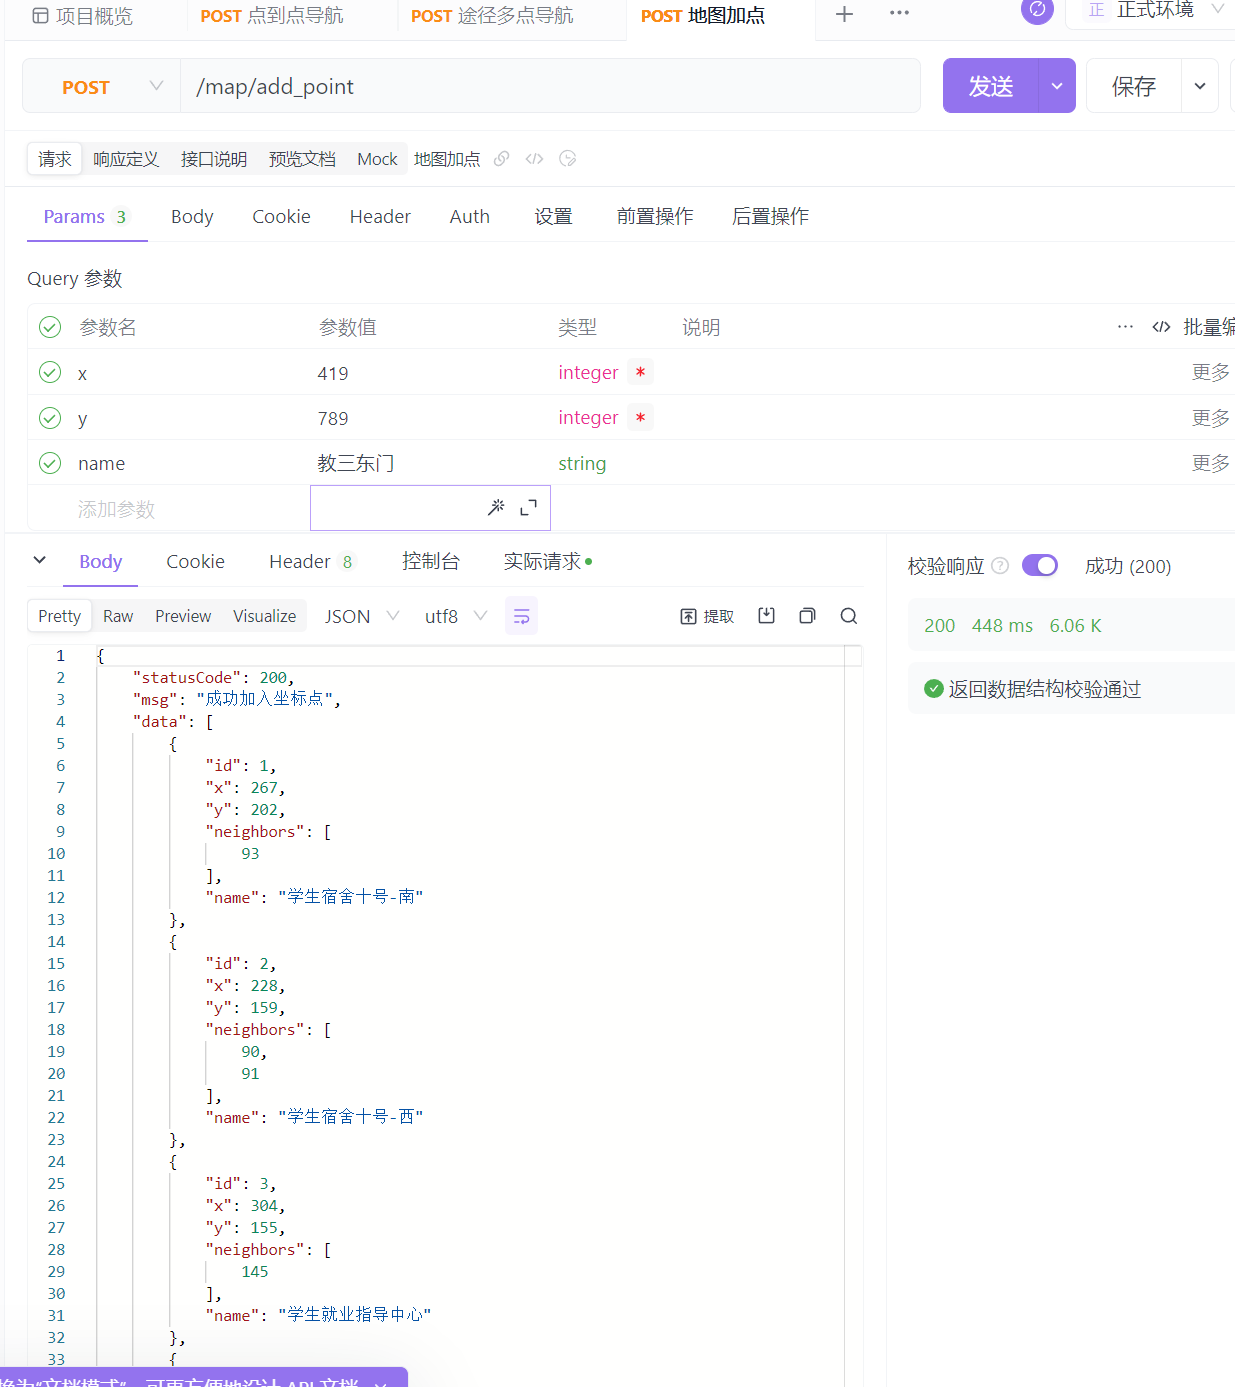 项目概览 POST 点到点导航 POST 途径多点导航 POST 地图加点 正 正式环境
POST /map/add_point 发送 保存
请求 响应定义 接口说明 预览文档 Mock 地图加点
Params 3 Body Cookie Header Auth 设置 前置操作 后置操作
Query 参数
参数名 参数值 类型 说明 批量编
x 419 integer * 更多
y 789 integer * 更多
name 教三东门 string 更多
添加参数
Body Cookie Header 8 控制台 实际请求
校验响应 成功 (200)
Pretty Raw Preview Visualize JSON utf8 提取
200 448 ms 6.06 K
返回数据结构校验通过
1 {
2 "statusCode": 200,
3 "msg": "成功加入坐标点",
4 "data": [
5 {
6 "id": 1,
7 "x": 267,
8 "y": 202,
9 "neighbors": [
10 93
11 ],
12 "name": "学生宿舍十号-南"
13 },
14 {
15 "id": 2,
16 "x": 228,
17 "y": 159,
18 "neighbors": [
19 90,
20 91
21 ],
22 "name": "学生宿舍十号-西"
23 },
24 {
25 "id": 3,
26 "x": 304,
27 "y": 155,
28 "neighbors": [
29 145
30 ],
31 "name": "学生就业指导中心"
32 },
33 {
换为“文档模式”，可更方便地设计 API 文档